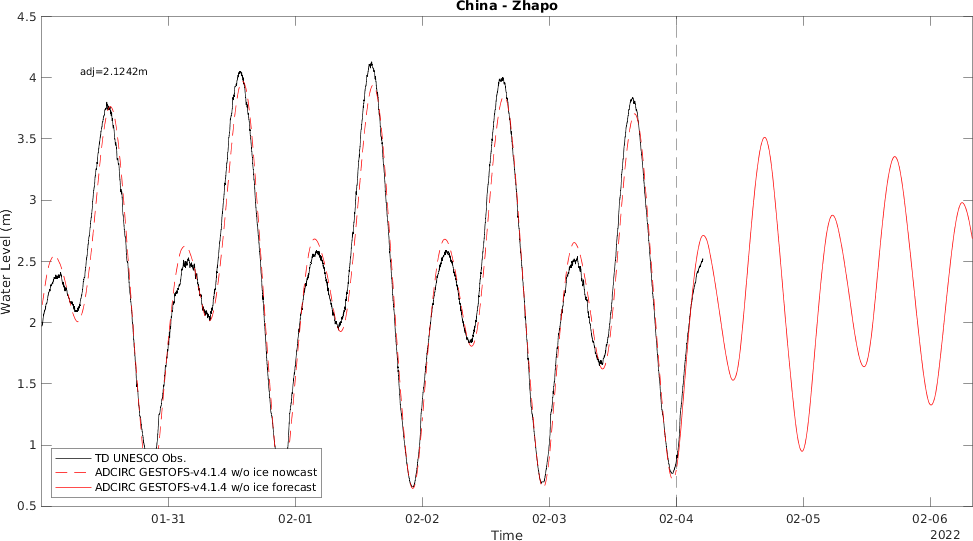 China - Zhapo
4.5
4
3.5
3
2.5
2
1.5
1
0.5
Water Level (m)
adj=2.1242m
TD UNESCO Obs.
ADCIRC GESTOFS-v4.1.4 w/o ice nowcast
ADCIRC GESTOFS-v4.1.4 w/o ice forecast
01-31 02-01 02-02 02-03 02-04 02-05 02-06
Time
2022